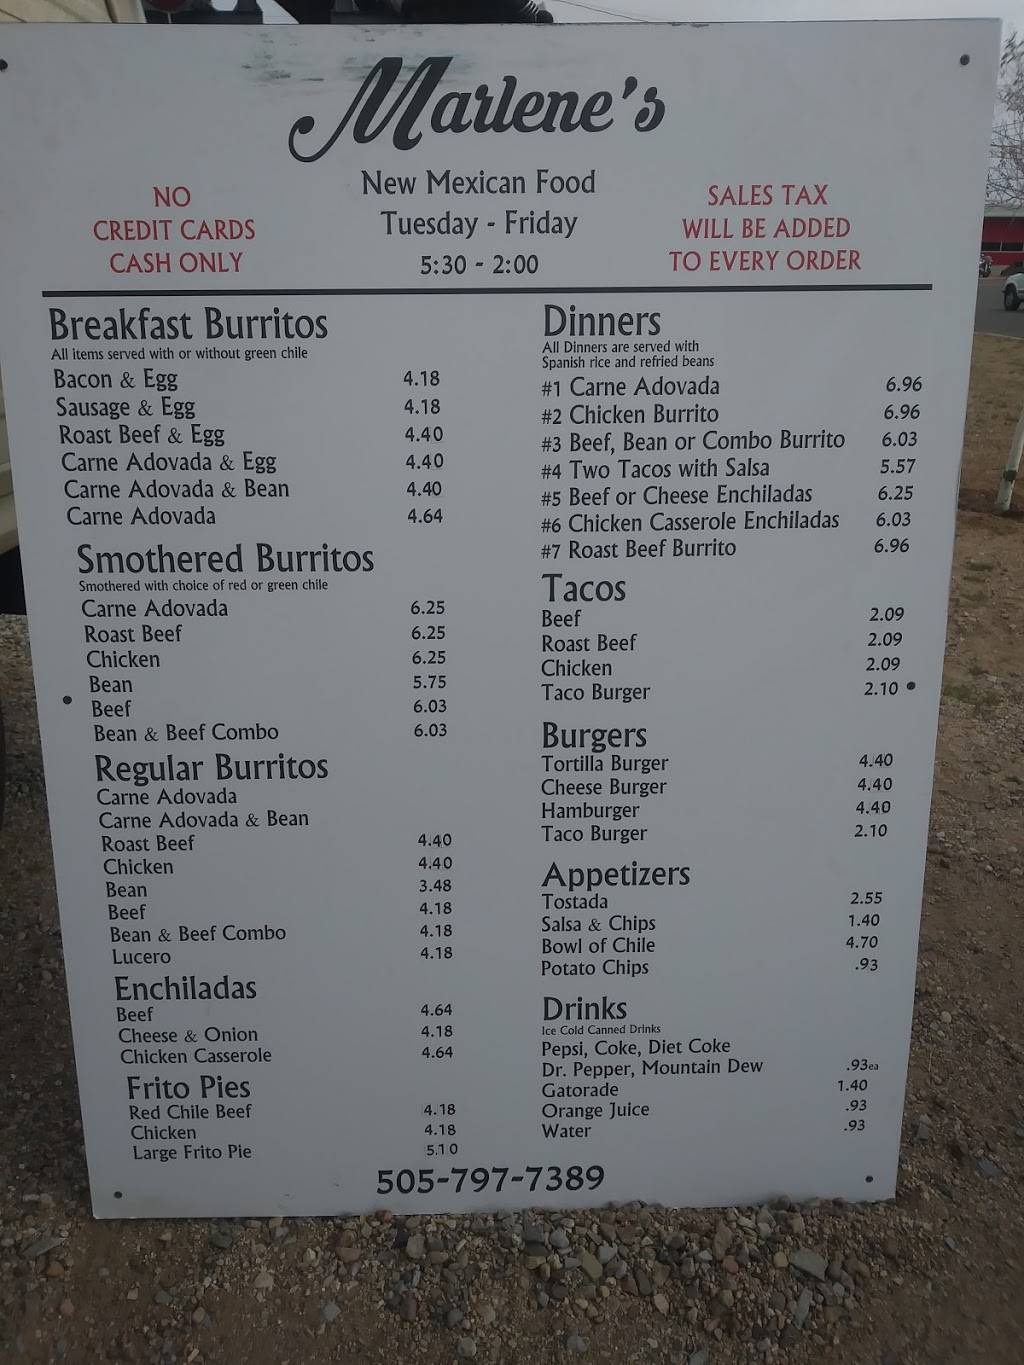 Marlene's
New Mexican Food
Tuesday - Friday
5:30 - 2:00
NO
CREDIT CARDS
CASH ONLY
SALES TAX
WILL BE ADDED
TO EVERY ORDER
Breakfast Burritos
All items served with or without green chile
Bacon & Egg 4.18
Sausage & Egg 4.18
Roast Beef & Egg 4.40
Carne Adovada & Egg 4.40
Carne Adovada & Bean 4.40
Carne Adovada 4.64
Smothered Burritos
Smothered with choice of red or green chile
Carne Adovada 6.25
Roast Beef 6.25
Chicken 6.25
Bean 5.75
Beef 6.03
Bean & Beef Combo 6.03
Regular Burritos
Carne Adovada
Carne Adovada & Bean
Roast Beef 4.40
Chicken 4.40
Bean 3.48
Beef 4.18
Bean & Beef Combo 4.18
Lucero 4.18
Enchiladas
Beef 4.64
Cheese & Onion 4.18
Chicken Casserole 4.64
Frito Pies
Red Chile Beef 4.18
Chicken 4.18
Large Frito Pie 5.10
Dinners
All Dinners are served with
Spanish rice and refried beans
#1 Carne Adovada 6.96
#2 Chicken Burrito 6.96
#3 Beef, Bean or Combo Burrito 6.03
#4 Two Tacos with Salsa 5.57
#5 Beef or Cheese Enchiladas 6.25
#6 Chicken Casserole Enchiladas 6.03
#7 Roast Beef Burrito 6.96
Tacos
Beef 2.09
Roast Beef 2.09
Chicken 2.09
Taco Burger 2.10
Burgers
Tortilla Burger 4.40
Cheese Burger 4.40
Hamburger 4.40
Taco Burger 2.10
Appetizers
Tostada 2.55
Salsa & Chips 1.40
Bowl of Chile 4.70
Potato Chips .93
Drinks
Ice Cold Canned Drinks
Pepsi, Coke, Diet Coke
Dr. Pepper, Mountain Dew .93ea
Gatorade 1.40
Orange Juice .93
Water .93
505-797-7389